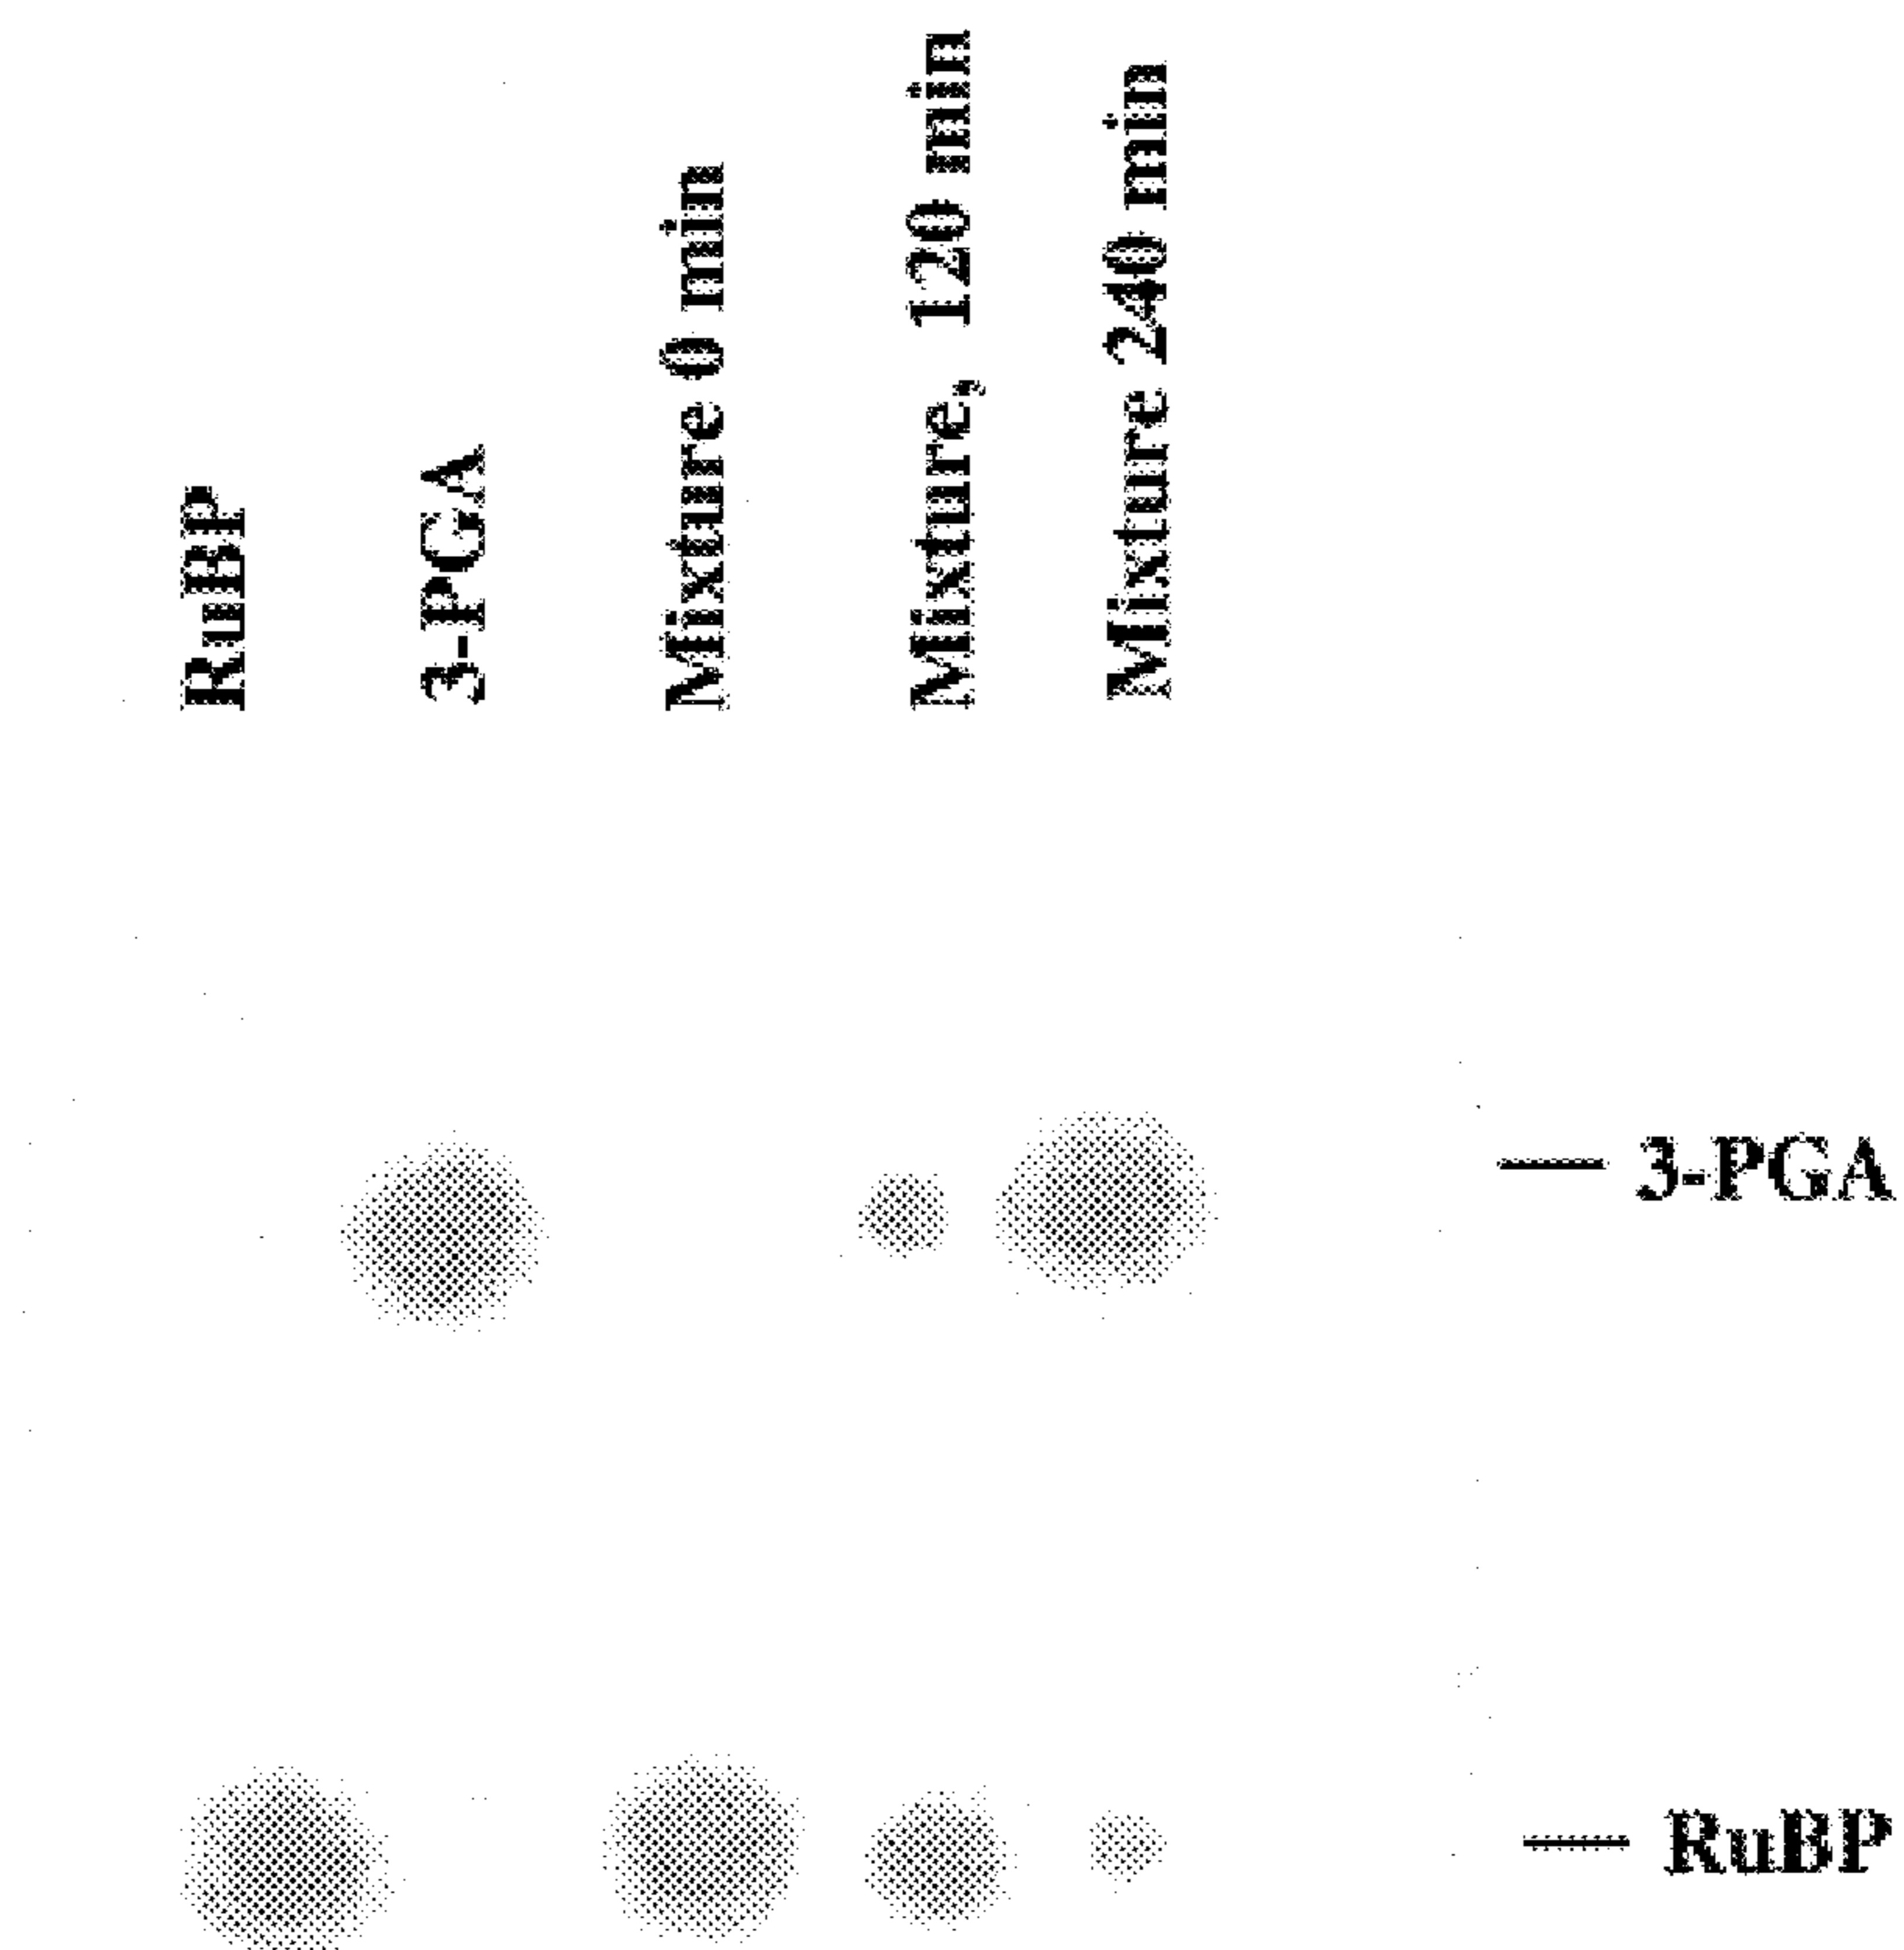 RuBP
3-PGA
Mixture 0 min
Mixture, 120 min
Mixture 240 min
3-PGA
RuBP